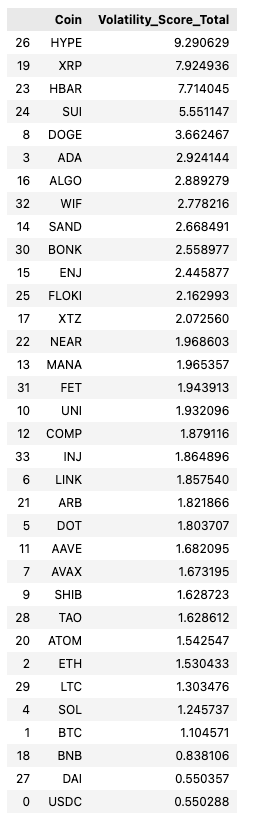 Coin Volatility_Score_Total
26 HYPE 9.290629
19 XRP 7.924936
23 HBAR 7.714045
24 SUI 5.551147
8 DOGE 3.662467
3 ADA 2.924144
16 ALGO 2.889279
32 WIF 2.778216
14 SAND 2.668491
30 BONK 2.558977
15 ENJ 2.445877
25 FLOKI 2.162993
17 XTZ 2.072560
22 NEAR 1.968603
13 MANA 1.965357
31 FET 1.943913
10 UNI 1.932096
12 COMP 1.879116
33 INJ 1.864896
6 LINK 1.857540
21 ARB 1.821866
5 DOT 1.803707
11 AAVE 1.682095
7 AVAX 1.673195
9 SHIB 1.628723
28 TAO 1.628612
20 ATOM 1.542547
2 ETH 1.530433
29 LTC 1.303476
4 SOL 1.245737
1 BTC 1.104571
18 BNB 0.838106
27 DAI 0.550357
0 USDC 0.550288